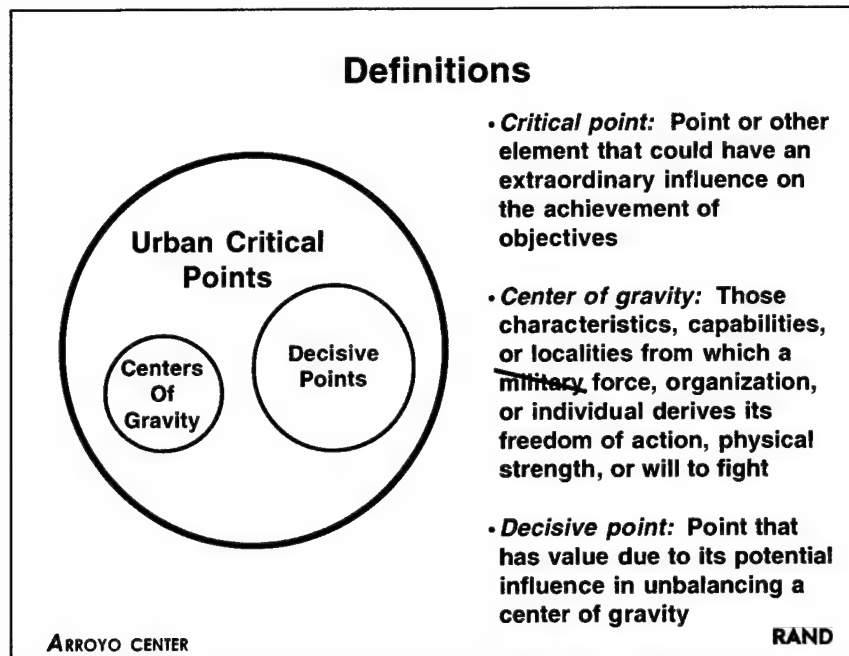 Definitions
Urban Critical
Points
Centers
Of
Gravity
Decisive
Points
• Critical point: Point or other
element that could have an
extraordinary influence on
the achievement of
objectives
• Center of gravity: Those
characteristics, capabilities,
or localities from which a
military force, organization,
or individual derives its
freedom of action, physical
strength, or will to fight
• Decisive point: Point that
has value due to its potential
influence in unbalancing a
center of gravity
ARROYO CENTER
RAND